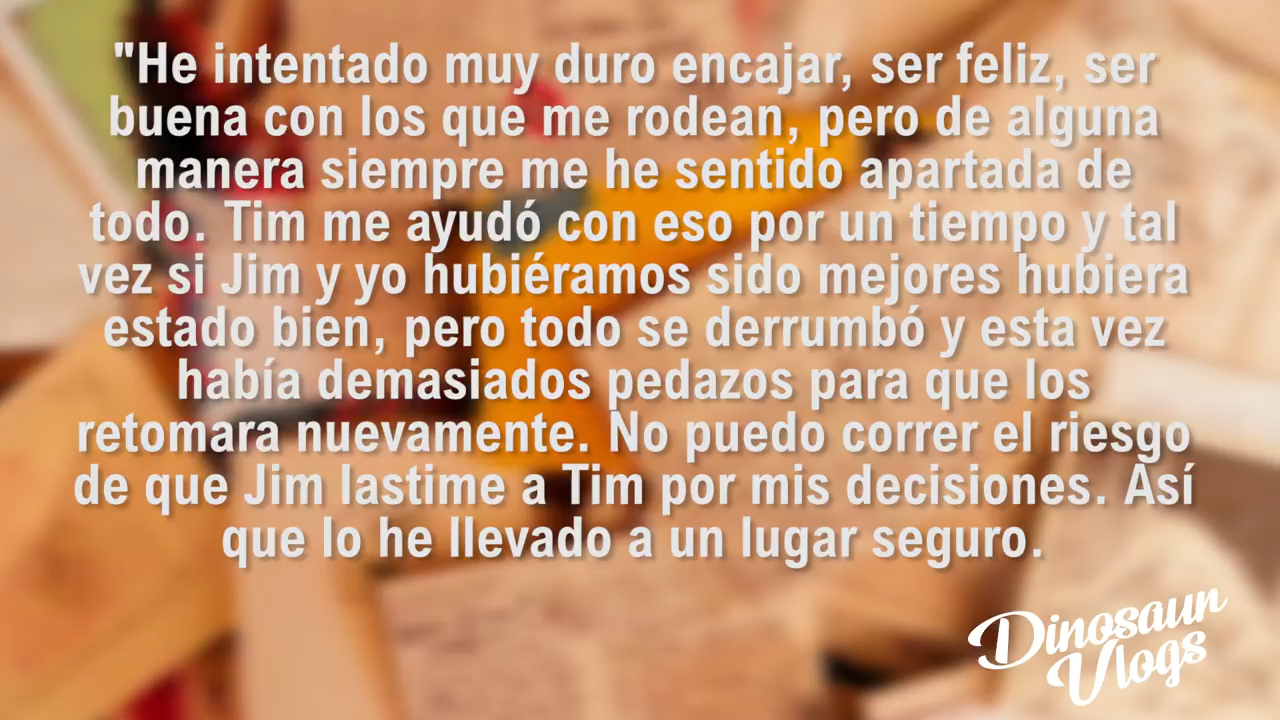 "He intentado muy duro encajar, ser feliz, ser
buena con los que me rodean, pero de alguna
manera siempre me he sentido apartada de
todo. Tim me ayudó con eso por un tiempo y tal
vez si Jim y yo hubiéramos sido mejores hubiera
estado bien, pero todo se derrumbó y esta vez
había demasiados pedazos para que los
retomara nuevamente. No puedo correr el riesgo
de que Jim lastime a Tim por mis decisiones. Así
que lo he llevado a un lugar seguro.
Dinosaun
Vlogs